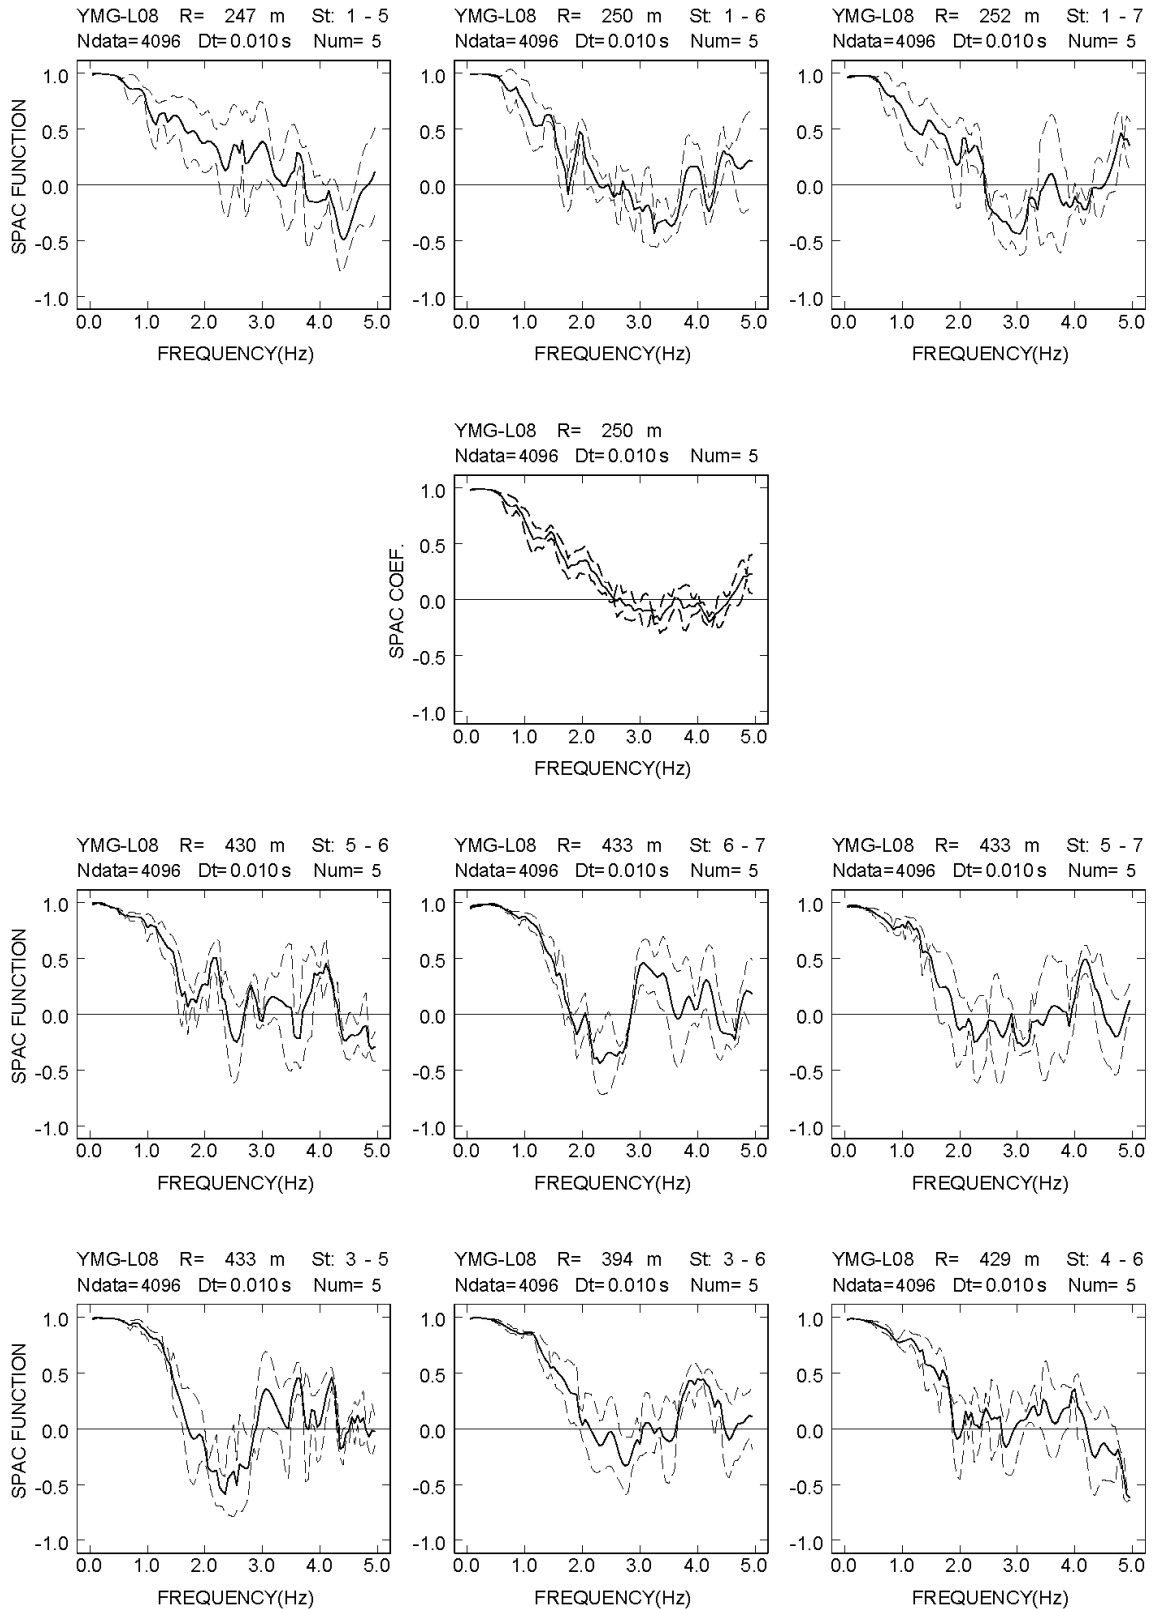 YMG-L08 R= 247 m St: 1 - 5
Ndata=4096 Dt=0.010 s Num= 5
YMG-L08 R= 250 m St: 1 - 6
Ndata=4096 Dt=0.010 s Num= 5
YMG-L08 R= 252 m St: 1 - 7
Ndata=4096 Dt=0.010 s Num= 5
SPAC FUNCTION
1.0
0.5
0.0
-0.5
-1.0
0.0 1.0 2.0 3.0 4.0 5.0
FREQUENCY(Hz)
1.0
0.5
0.0
-0.5
-1.0
0.0 1.0 2.0 3.0 4.0 5.0
FREQUENCY(Hz)
1.0
0.5
0.0
-0.5
-1.0
0.0 1.0 2.0 3.0 4.0 5.0
FREQUENCY(Hz)
YMG-L08 R= 250 m
Ndata=4096 Dt=0.010 s Num= 5
SPAC COEF.
1.0
0.5
0.0
-0.5
-1.0
0.0 1.0 2.0 3.0 4.0 5.0
FREQUENCY(Hz)
YMG-L08 R= 430 m St: 5 - 6
Ndata=4096 Dt=0.010 s Num= 5
YMG-L08 R= 433 m St: 6 - 7
Ndata=4096 Dt=0.010 s Num= 5
YMG-L08 R= 433 m St: 5 - 7
Ndata=4096 Dt=0.010 s Num= 5
SPAC FUNCTION
1.0
0.5
0.0
-0.5
-1.0
0.0 1.0 2.0 3.0 4.0 5.0
FREQUENCY(Hz)
1.0
0.5
0.0
-0.5
-1.0
0.0 1.0 2.0 3.0 4.0 5.0
FREQUENCY(Hz)
1.0
0.5
0.0
-0.5
-1.0
0.0 1.0 2.0 3.0 4.0 5.0
FREQUENCY(Hz)
YMG-L08 R= 433 m St: 3 - 5
Ndata=4096 Dt=0.010 s Num= 5
YMG-L08 R= 394 m St: 3 - 6
Ndata=4096 Dt=0.010 s Num= 5
YMG-L08 R= 429 m St: 4 - 6
Ndata=4096 Dt=0.010 s Num= 5
SPAC FUNCTION
1.0
0.5
0.0
-0.5
-1.0
0.0 1.0 2.0 3.0 4.0 5.0
FREQUENCY(Hz)
1.0
0.5
0.0
-0.5
-1.0
0.0 1.0 2.0 3.0 4.0 5.0
FREQUENCY(Hz)
1.0
0.5
0.0
-0.5
-1.0
0.0 1.0 2.0 3.0 4.0 5.0
FREQUENCY(Hz)